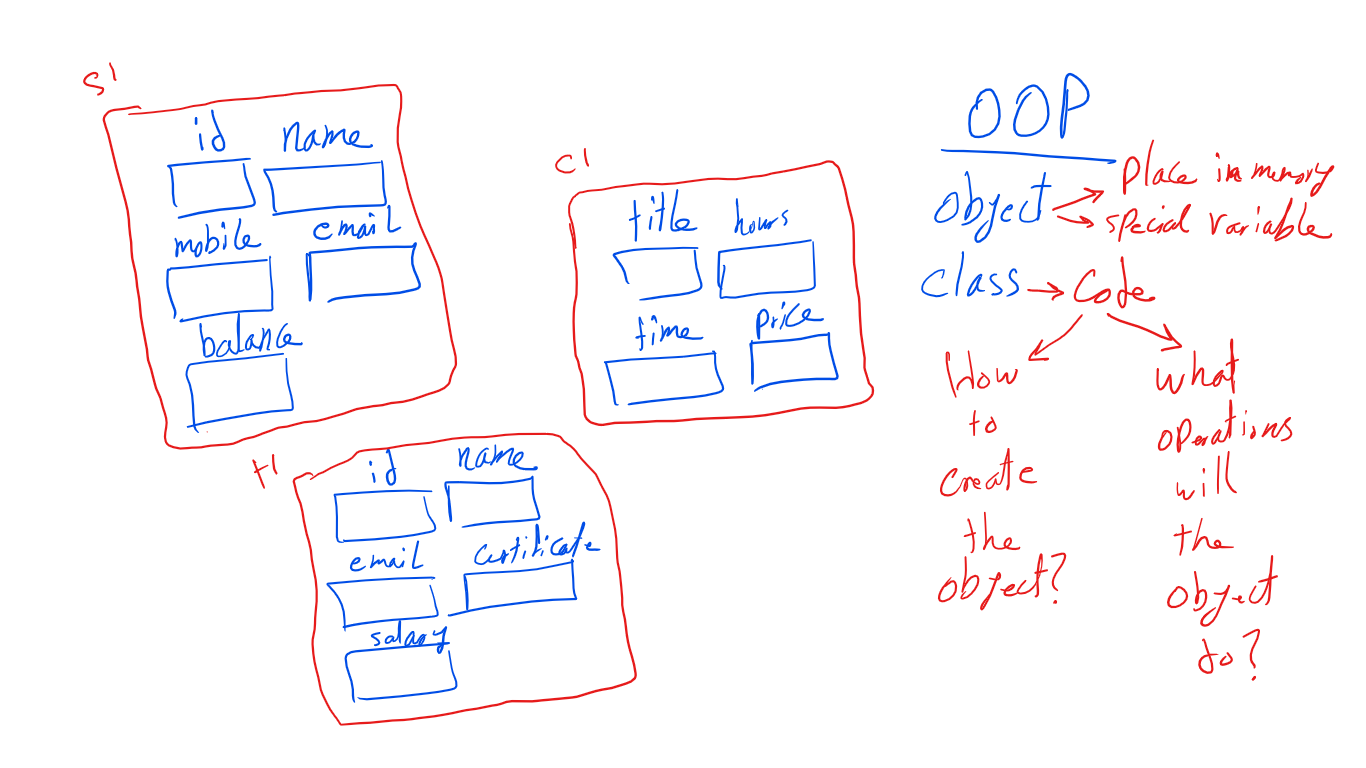 s1
id name
mobile email
balance
c1
title hours
time price
t1
id name
email certificate
salary
OOP
object → place in memory
→ special variable
class → Code
How
to
create
the
object?
what
operations
will
the
object
do?